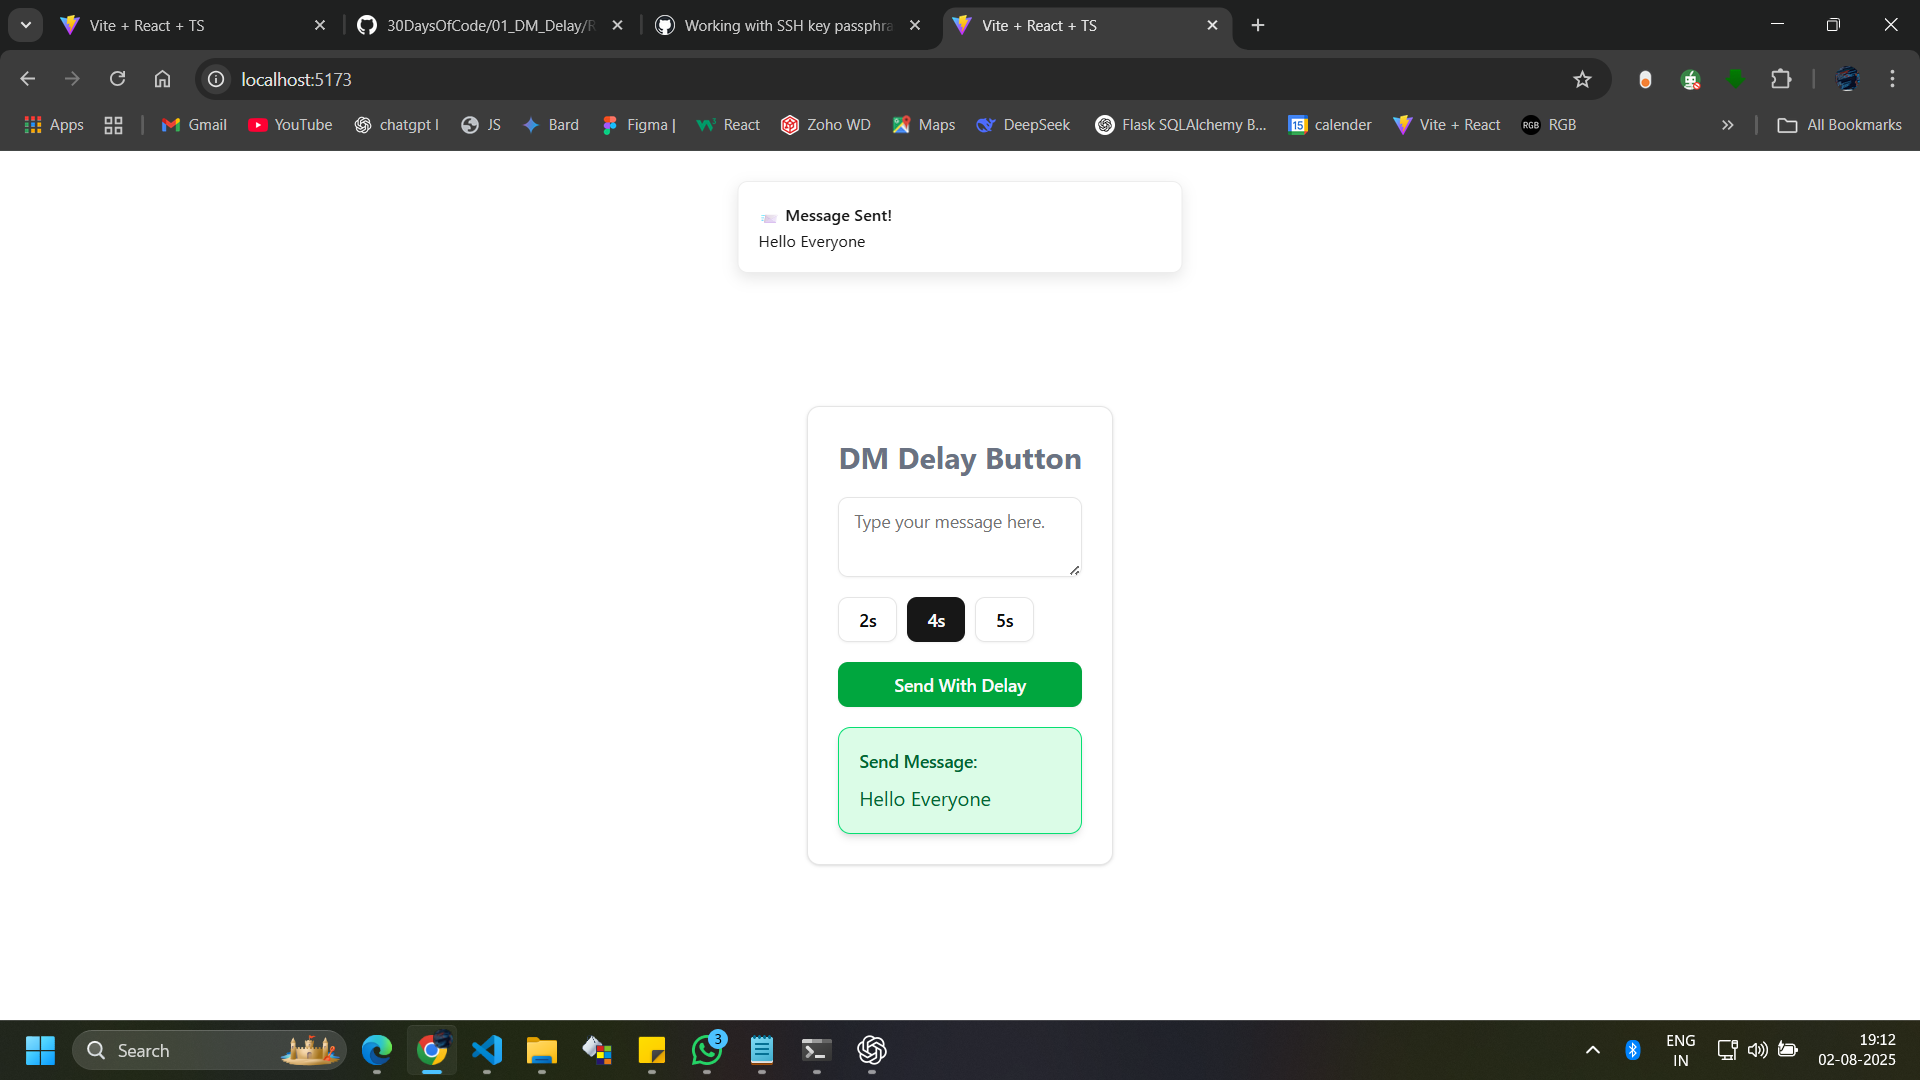 Vite + React + TS
30DaysOfCode/01_DM_Delay/R
Working with SSH key passphra
Vite + React + TS
localhost:5173
Apps
Gmail
YouTube
chatgpt I
JS
Bard
Figma |
React
Zoho WD
Maps
DeepSeek
Flask SQLAlchemy B...
15
calender
Vite + React
RGB
RGB
All Bookmarks
Message Sent!
Hello Everyone
DM Delay Button
Type your message here.
2s
4s
5s
Send With Delay
Send Message:
Hello Everyone
Search
3
ENG
IN
19:12
02-08-2025